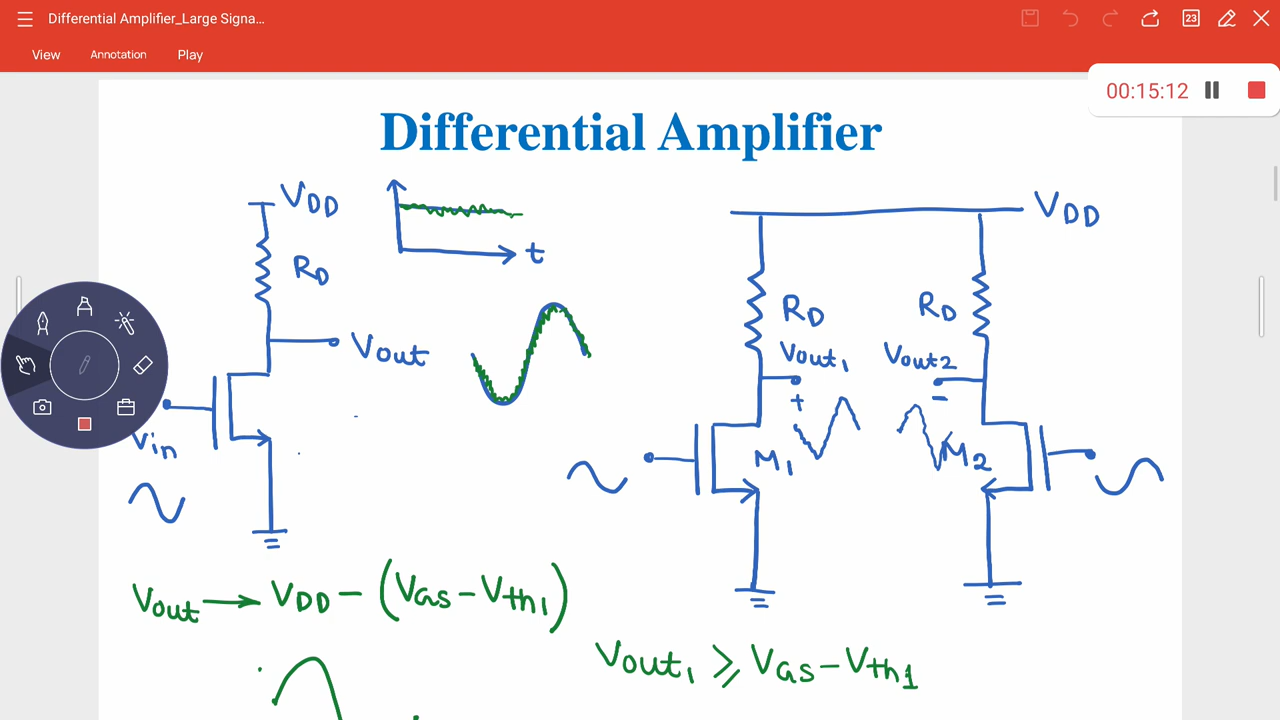 Differential Amplifier_Large Signa...
23
View Annotation Play
00:15:12
Differential Amplifier
VDD
VDD
t
RD
RD RD
Vout
Vout1 Vout2
+ −
Vin
M1 M2
Vout → VDD − (VGS − Vth1)
Vout1 ⩾ VGS − Vth1